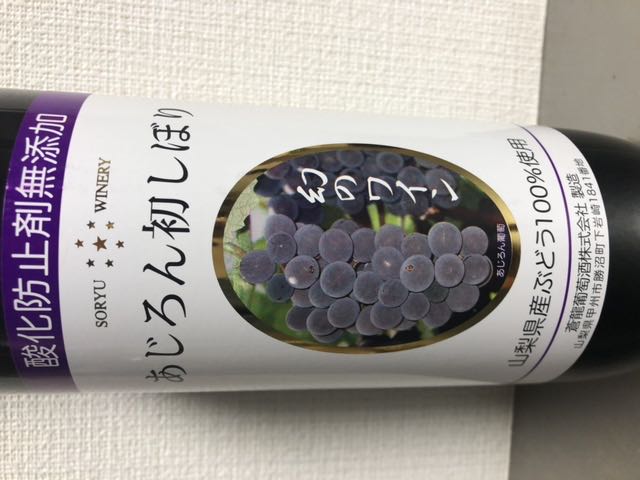 酸化防止剤無添加
SORYU WINERY
あじろん初しぼり
幻のワイン
あじろん葡萄
山梨県産ぶどう100%使用
蒼龍葡萄酒株式会社 製造
山梨県甲州市勝沼町下岩崎1841番地